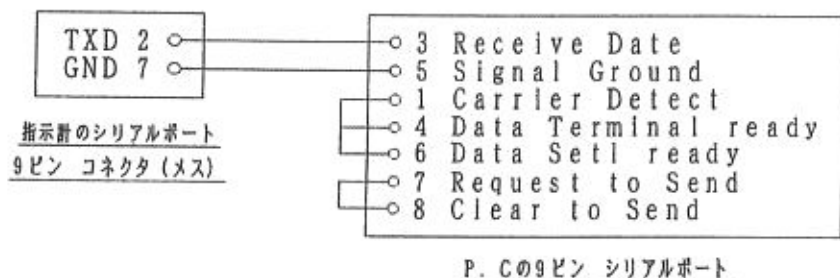 TXD 2
GND 7
指示計のシリアルポート
9ピン コネクタ(メス)
3 Receive Date
5 Signal Ground
1 Carrier Detect
4 Data Terminal ready
6 Data Setl ready
7 Request to Send
8 Clear to Send
P. Cの9ピン シリアルポート